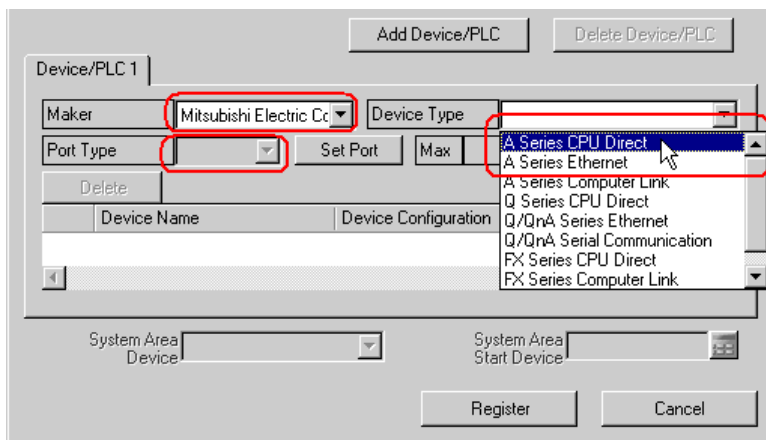 Add Device/PLC Delete Device/PLC
Device/PLC 1
Maker Mitsubishi Electric Cc Device Type
Port Type Set Port Max
A Series CPU Direct
A Series Ethernet
A Series Computer Link
Q Series CPU Direct
Q/QnA Series Ethernet
Q/QnA Serial Communication
FX Series CPU Direct
FX Series Computer Link
Delete
Device Name Device Configuration
System Area Device
System Area Start Device
Register Cancel